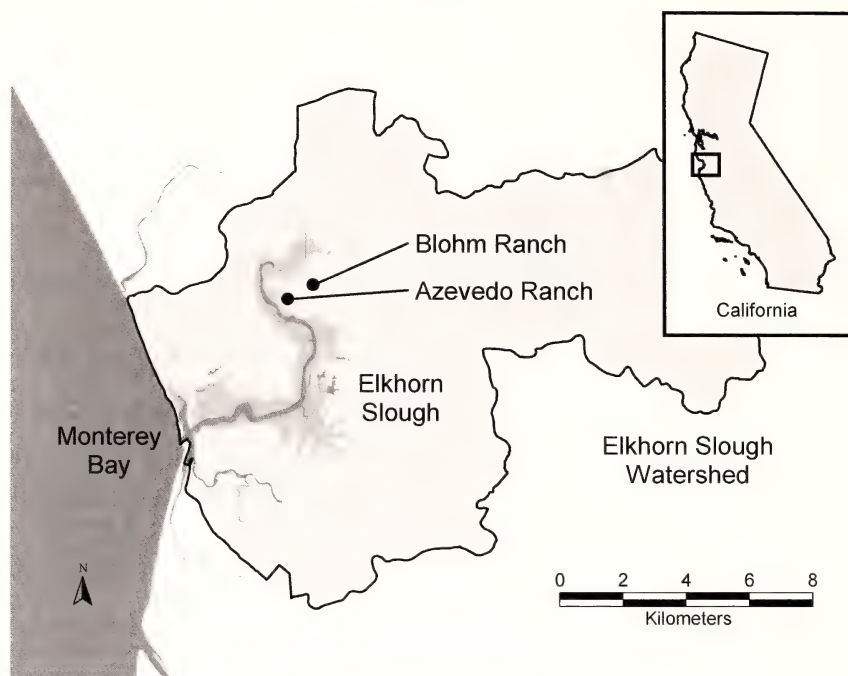 Blohm Ranch
Azevedo Ranch
California
Elkhorn
Slough
Monterey
Bay
Elkhorn Slough
Watershed
N
0 2 4 6 8
Kilometers